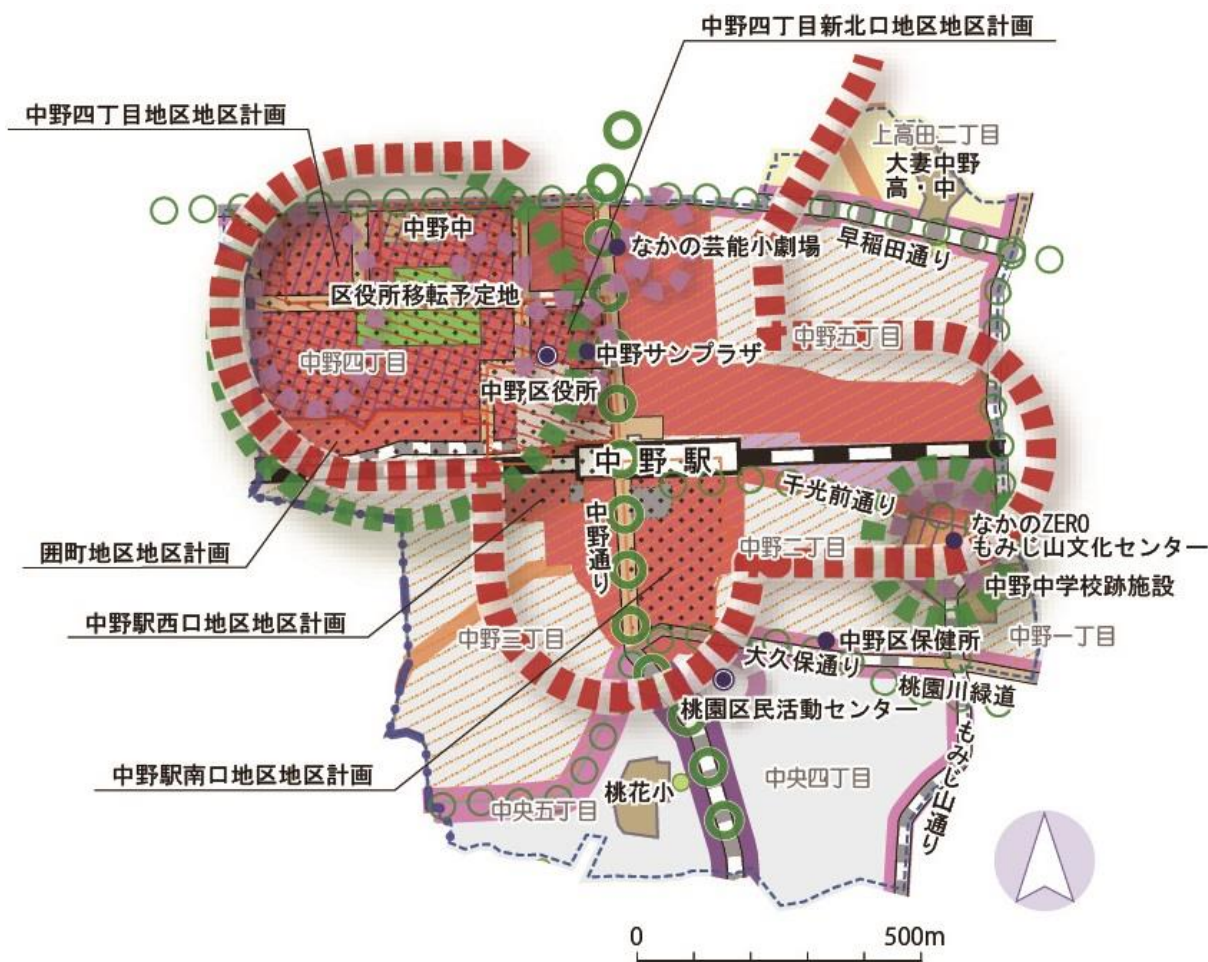 中野四丁目新北口地区地区計画
中野四丁目地区地区計画
上高田二丁目
大妻中野
高・中
中野中
なかの芸能小劇場
早稲田通り
区役所移転予定地
中野五丁目
中野四丁目
中野サンプラザ
中野区役所
中野駅
千光前通り
中野通り
なかのZERO
もみじ山文化センター
囲町地区地区計画
中野二丁目
中野中学校跡施設
中野駅西口地区地区計画
中野三丁目
中野区保健所
中野一丁目
大久保通り
桃園川緑道
桃園区民活動センター
もみじ山通り
中野駅南口地区地区計画
桃花小
中央四丁目
中央五丁目
0
500m